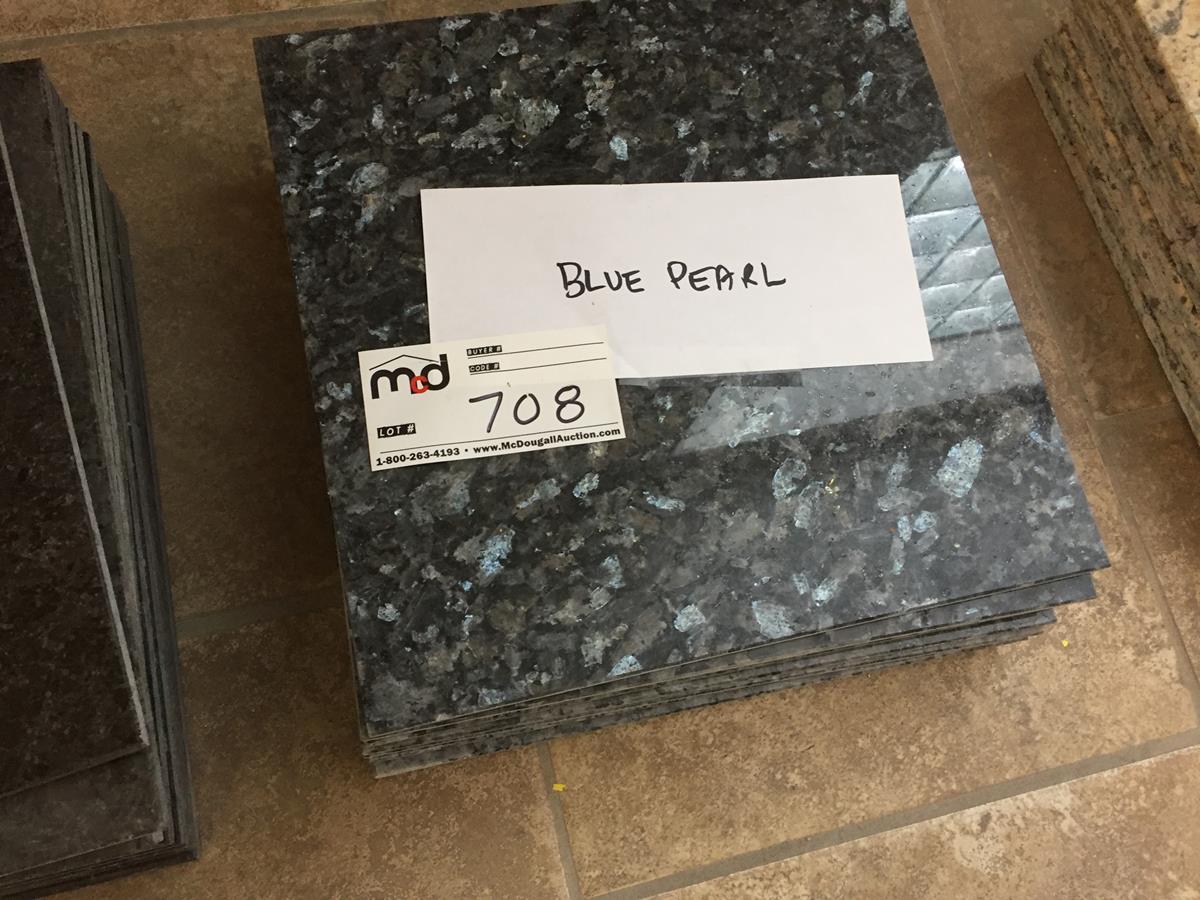 BLUE PEARL
McD
BUYER #
CODE #
LOT # 708
1-800-263-4193 • www.McDougallAuction.com